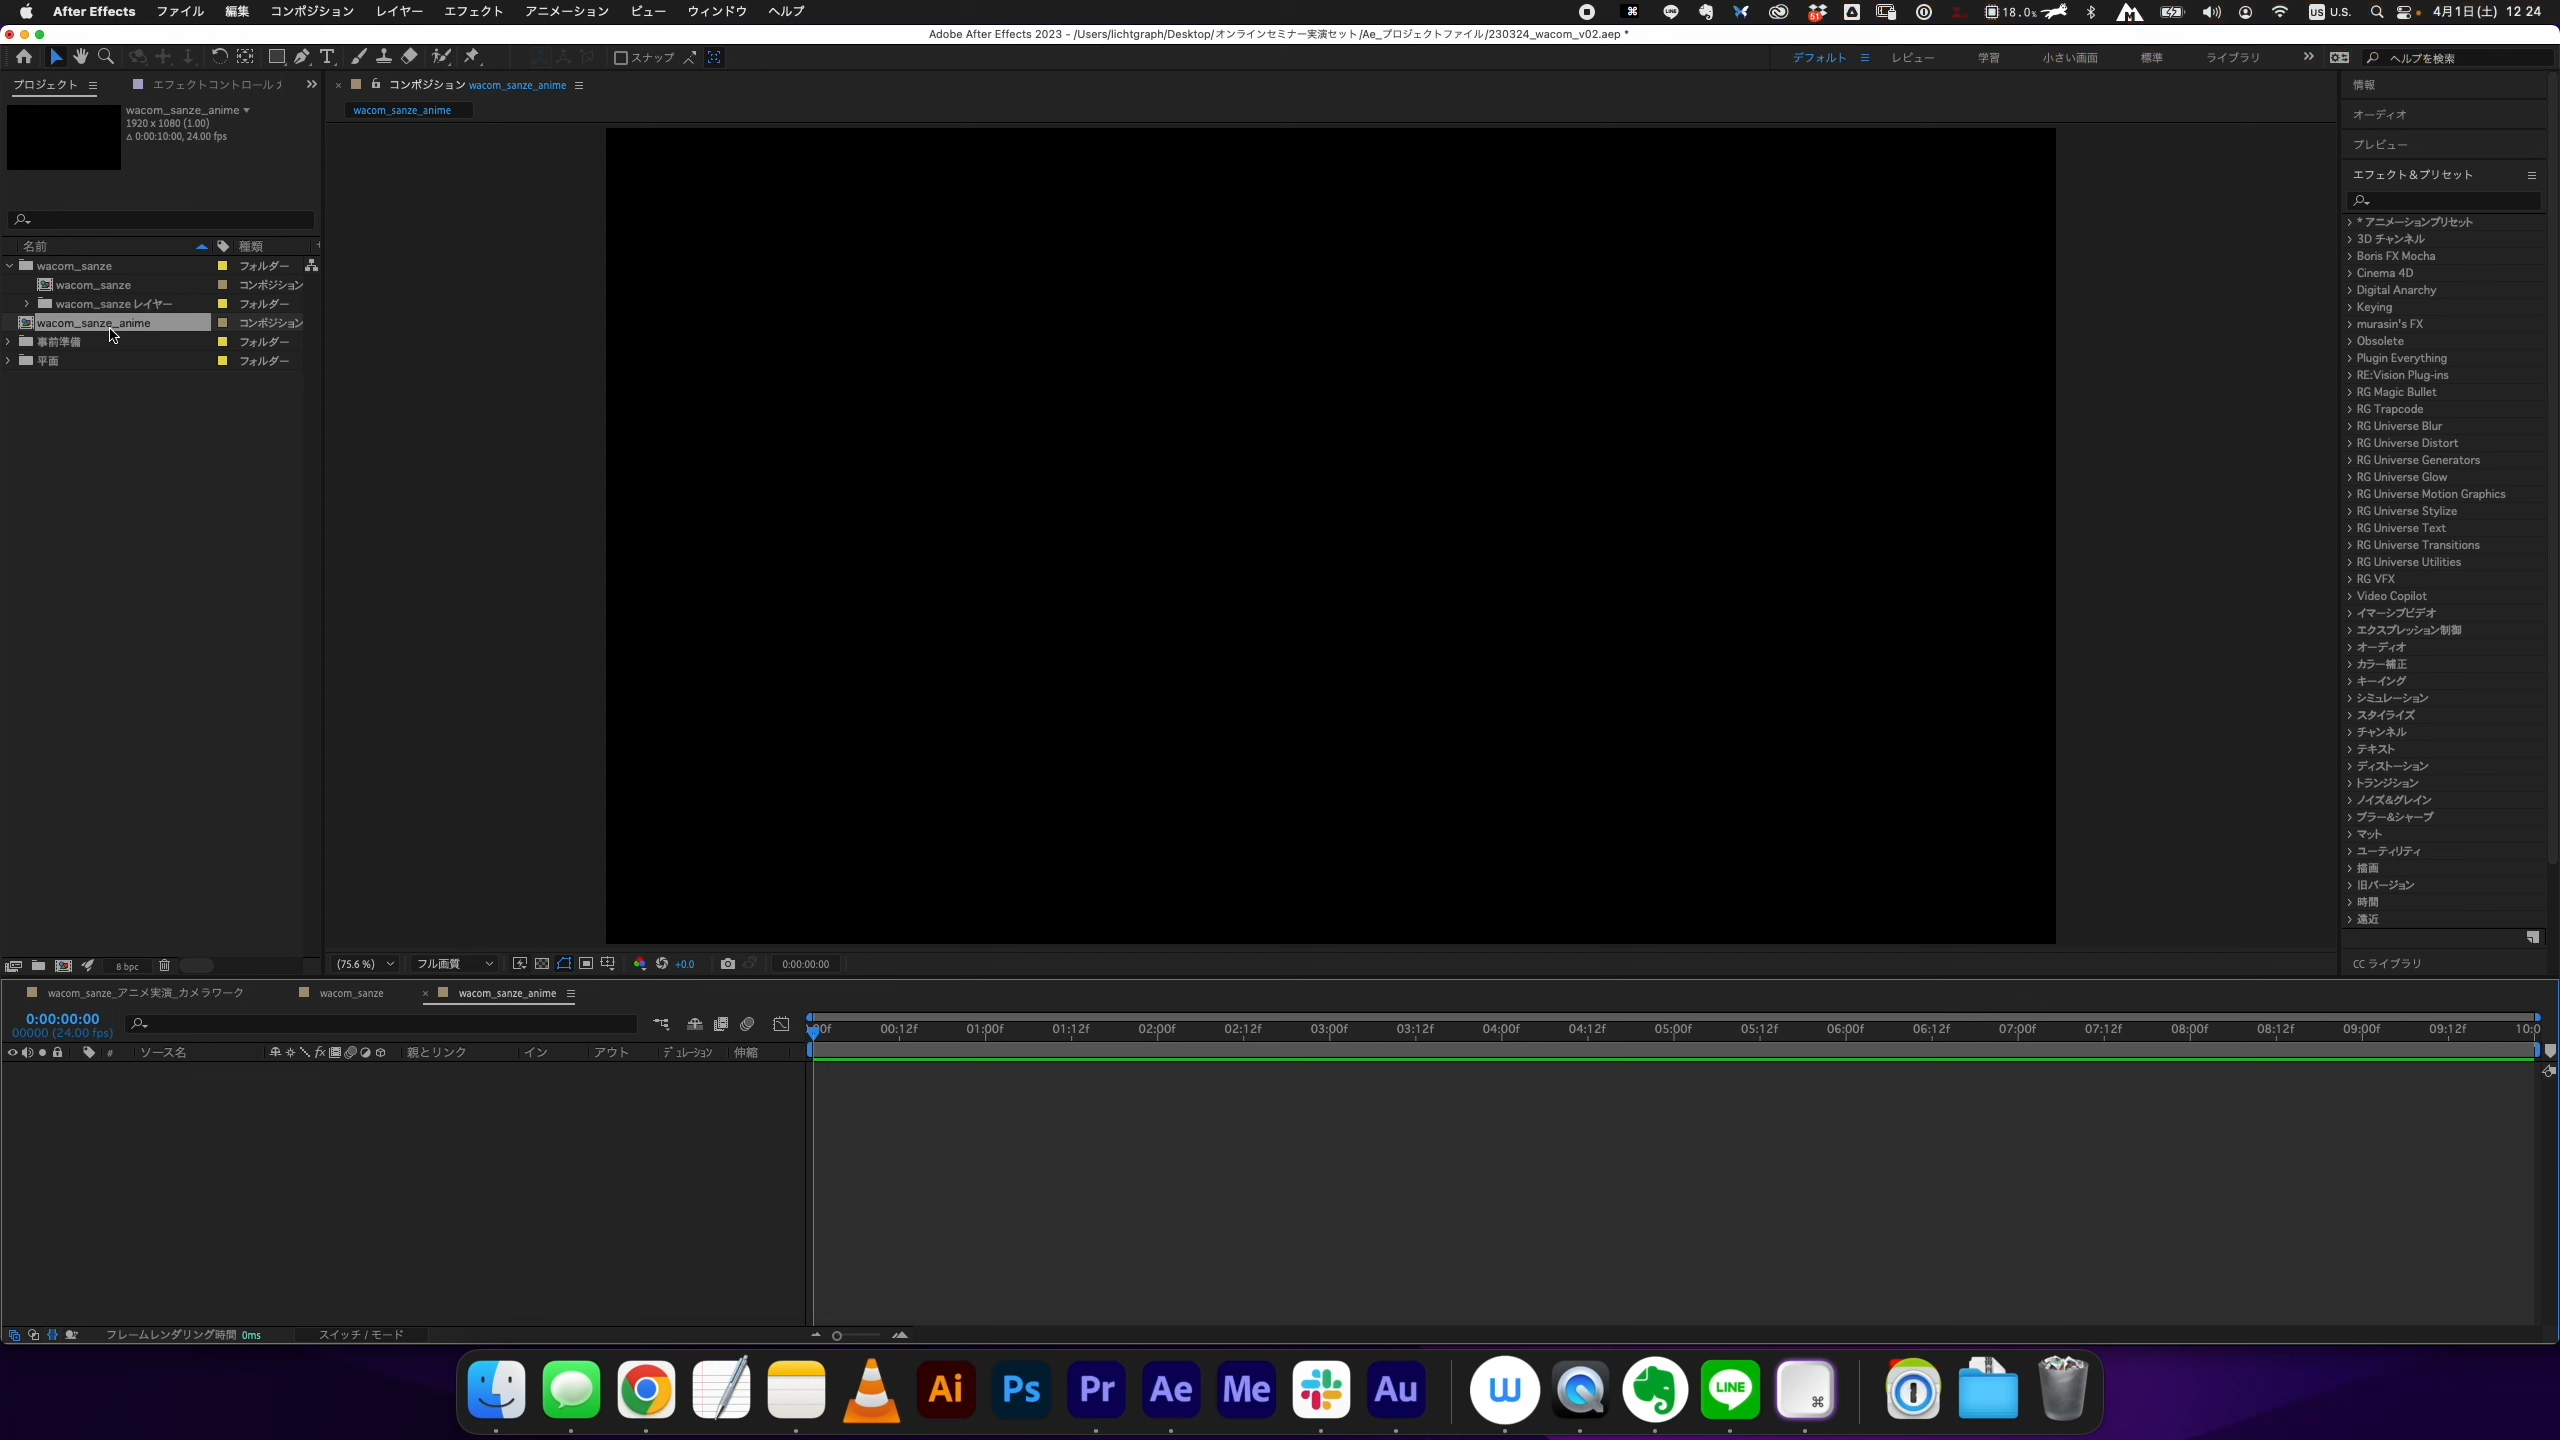 After Effects ファイル 編集 コンポジション レイヤー エフェクト アニメーション ビュー ウィンドウ ヘルプ
18.0% US U.S. 4月1日(土) 12 24
Adobe After Effects 2023 - /Users/lichtgraph/Desktop/オンラインセミナー実演セット/Ae_プロジェクトファイル/230324_wacom_v02.aep *
スナップ
デフォルト レビュー 学習 小さい画面 標準 ライブラリ
ヘルプを検索
プロジェクト
エフェクトコントロール
wacom_sanze_anime
1920 x 1080 (1.00)
Δ 0:00:10:00, 24.00 fps
名前 種類
wacom_sanze フォルダー
wacom_sanze コンポジション
wacom_sanze レイヤー フォルダー
wacom_sanze_anime コンポジション
事前準備 フォルダー
平面 フォルダー
8 bpc
コンポジション wacom_sanze_anime
wacom_sanze_anime
(75.6 %) フル画質 +0.0 0:00:00:00
情報
オーディオ
プレビュー
エフェクト＆プリセット
* アニメーションプリセット
3D チャンネル
Boris FX Mocha
Cinema 4D
Digital Anarchy
Keying
murasin's FX
Obsolete
Plugin Everything
RE:Vision Plug-ins
RG Magic Bullet
RG Trapcode
RG Universe Blur
RG Universe Distort
RG Universe Generators
RG Universe Glow
RG Universe Motion Graphics
RG Universe Stylize
RG Universe Text
RG Universe Transitions
RG Universe Utilities
RG VFX
Video Copilot
イマーシブビデオ
エクスプレッション制御
オーディオ
カラー補正
キーイング
シミュレーション
スタイライズ
チャンネル
テキスト
ディストーション
トランジション
ノイズ&グレイン
ブラー&シャープ
マット
ユーティリティ
描画
旧バージョン
時間
遠近
CC ライブラリ
wacom_sanze_アニメ実演_カメラワーク wacom_sanze wacom_sanze_anime
0:00:00:00
00000 (24.00 fps)
00:12f 01:00f 01:12f 02:00f 02:12f 03:00f 03:12f 04:00f 04:12f 05:00f 05:12f 06:00f 06:12f 07:00f 07:12f 08:00f 08:12f 09:00f 09:12f 10:0
# ソース名 fx 親とリンク イン アウト デュレーション 伸縮
フレームレンダリング時間 0ms スイッチ / モード
Ai Ps Pr Ae Me Au LINE